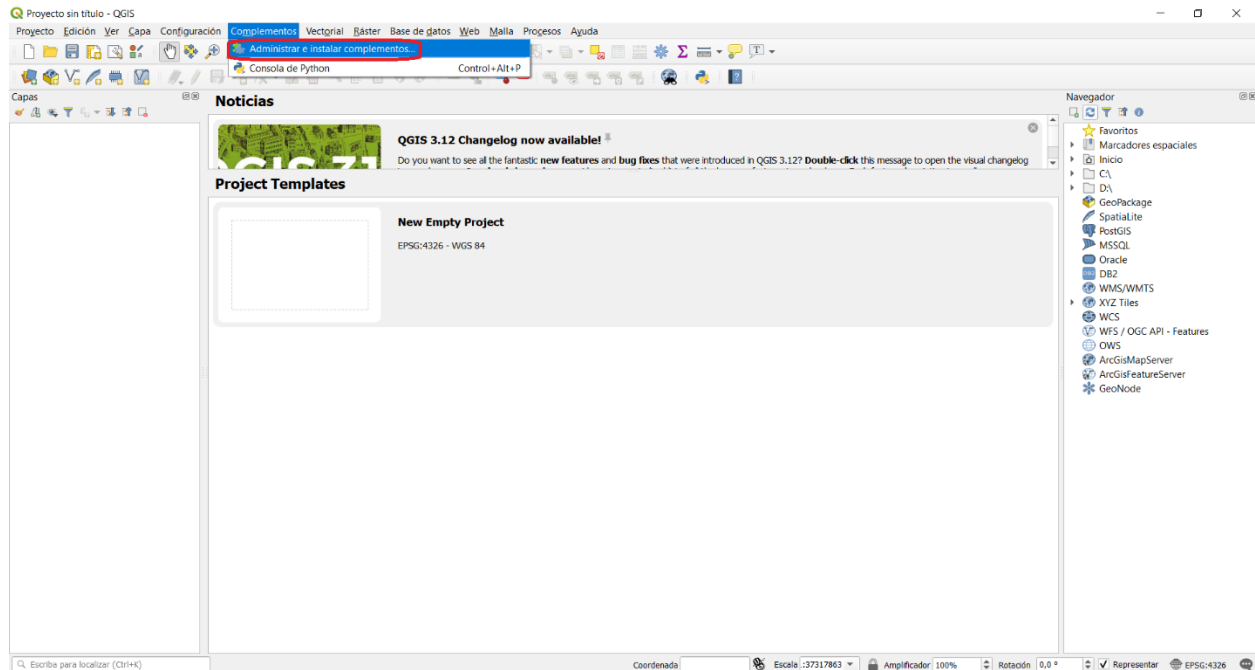 Proyecto sin título - QGIS
Proyecto Edición Ver Capa Configuración Complementos Vectorial Ráster Base de datos Web Malla Procesos Ayuda
Administrar e instalar complementos...
Consola de Python Control+Alt+P
Capas
Noticias
QGIS 3.12 Changelog now available!
Do you want to see all the fantastic new features and bug fixes that were introduced in QGIS 3.12? Double-click this message to open the visual changelog
Project Templates
New Empty Project
EPSG:4326 - WGS 84
Navegador
Favoritos
Marcadores espaciales
Inicio
C:\
D:\
GeoPackage
SpatiaLite
PostGIS
MSSQL
Oracle
DB2
WMS/WMTS
XYZ Tiles
WCS
WFS / OGC API - Features
OWS
ArcGisMapServer
ArcGisFeatureServer
GeoNode
Escriba para localizar (Ctrl+K)
Coordenada Escala :37317863 Amplificador 100% Rotación 0,0 ° Representar EPSG:4326